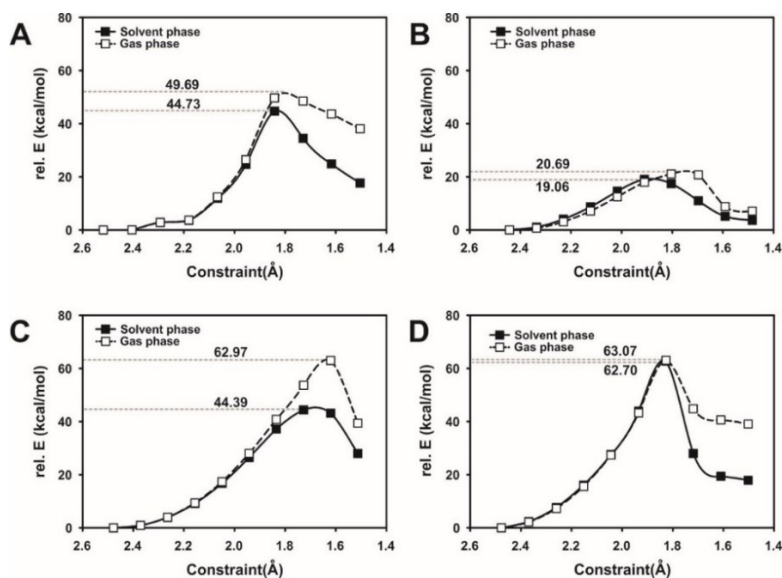 A
Solvent phase
Gas phase
80
60
40
20
0
49.69
44.73
rel. E (kcal/mol)
2.6 2.4 2.2 2.0 1.8 1.6 1.4
Constraint(Å)
B
Solvent phase
Gas phase
80
60
40
20
0
20.69
19.06
rel. E (kcal/mol)
2.6 2.4 2.2 2.0 1.8 1.6 1.4
Constraint(Å)
C
Solvent phase
Gas phase
80
60
40
20
0
62.97
44.39
rel. E (kcal/mol)
2.6 2.4 2.2 2.0 1.8 1.6 1.4
Constraint(Å)
D
Solvent phase
Gas phase
80
60
40
20
0
63.07
62.70
rel. E (kcal/mol)
2.6 2.4 2.2 2.0 1.8 1.6 1.4
Constraint(Å)